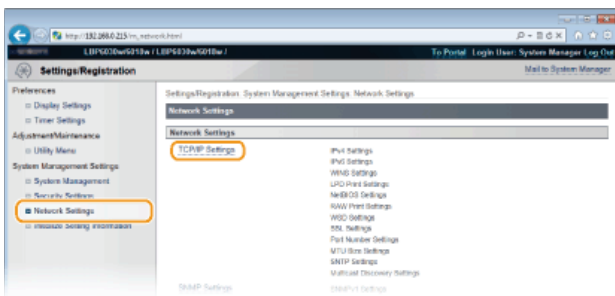 http://192.168.0.215/m_network.html
LBP6030w/6018w / LBP6030w/6018w /
To Portal Login User: System Manager Log Out
Settings/Registration
Mail to System Manager
Preferences
Display Settings
Timer Settings
Adjustment/Maintenance
Utility Menu
System Management Settings
System Management
Security Settings
Network Settings
Initialize Setting Information
Settings/Registration: System Management Settings: Network Settings
Network Settings
Network Settings
TCP/IP Settings
IPv4 Settings
IPv6 Settings
WINS Settings
LPD Print Settings
NetBIOS Settings
RAW Print Settings
WSD Settings
SSL Settings
Port Number Settings
MTU Size Settings
SNTP Settings
Multicast Discovery Settings
SNMP Settings
SNMPv1 Settings